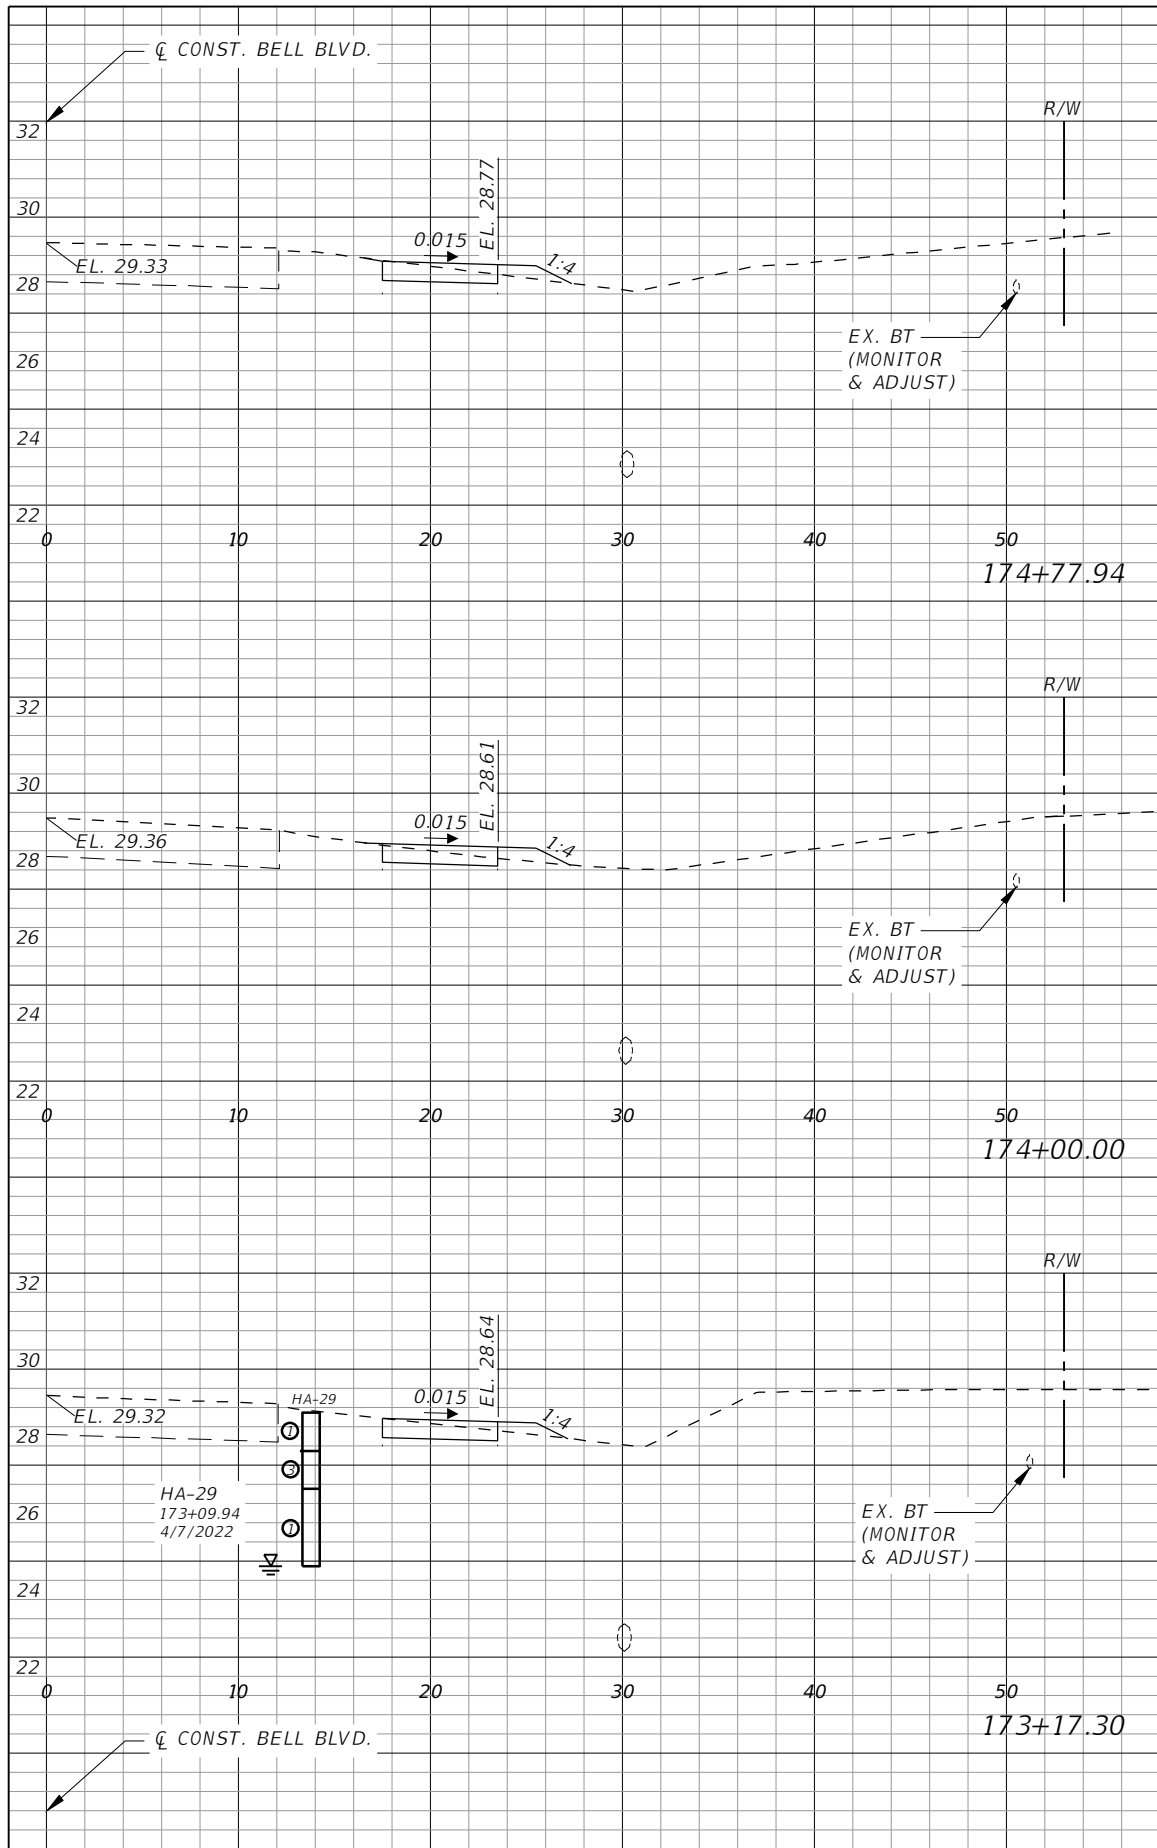 ℄ CONST. BELL BLVD.
R/W
32
30
28
26
24
22
EL. 28.77
0.015
1:4
EL. 29.33
EX. BT
(MONITOR
& ADJUST)
0 10 20 30 40 50
174+77.94
R/W
32
30
28
26
24
22
EL. 28.61
0.015
1:4
EL. 29.36
EX. BT
(MONITOR
& ADJUST)
0 10 20 30 40 50
174+00.00
R/W
32
30
28
26
24
22
EL. 28.64
0.015
1:4
HA-29
EL. 29.32
1
3
1
HA-29
173+09.94
4/7/2022
EX. BT
(MONITOR
& ADJUST)
0 10 20 30 40 50
173+17.30
℄ CONST. BELL BLVD.